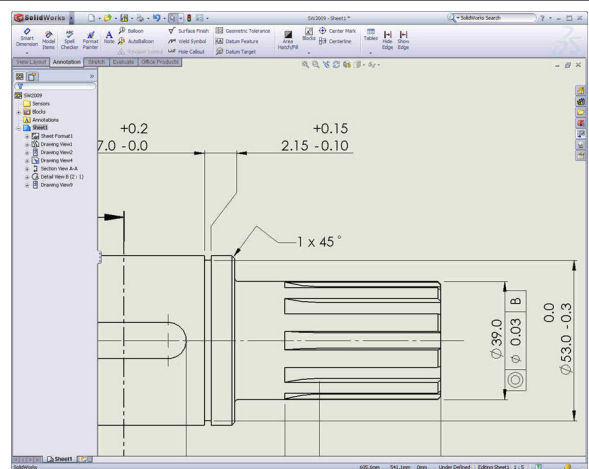 SolidWorks
SW2009 - Sheet1 *
SolidWorks Search
Smart Dimension
Model Items
Spell Checker
Format Painter
Note
Balloon
AutoBalloon
Magnetic Line
Surface Finish
Weld Symbol
Hole Callout
Geometric Tolerance
Datum Feature
Datum Target
Area Hatch/Fill
Blocks
Center Mark
Centerline
Tables
Hide Edge
Show Edge
View Layout
Annotation
Sketch
Evaluate
Office Products
SW2009
Sensors
Blocks
Annotations
Sheet1
Sheet Format1
Drawing View1
Drawing View2
Drawing View4
Section View A-A
Detail View B (2 : 1)
Drawing View9
+0.2
7.0 -0.0
+0.15
2.15 -0.10
1 x 45°
Ø39.0
Ø 0.03 B
0.0
Ø53.0 -0.3
Sheet1
SolidWorks
605.6mm 541.1mm 0mm Under Defined Editing Sheet1 1 : 5